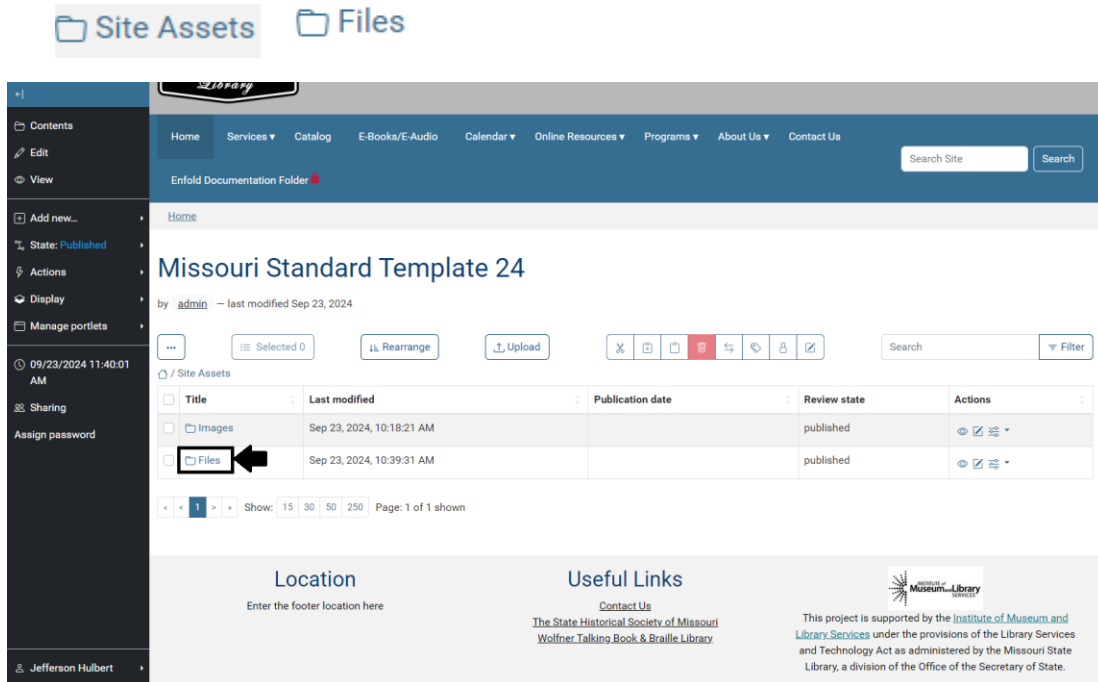 Site Assets Files
Library
Contents
Edit
View
Add new...
State: Published
Actions
Display
Manage portlets
09/23/2024 11:40:01
AM
Sharing
Assign password
Jefferson Hulbert
Home Services Catalog E-Books/E-Audio Calendar Online Resources Programs About Us Contact Us
Search Site Search
Enfold Documentation Folder
Home
Missouri Standard Template 24
by admin — last modified Sep 23, 2024
... Selected 0 Rearrange Upload Search Filter
/ Site Assets
Title Last modified Publication date Review state Actions
Images Sep 23, 2024, 10:18:21 AM published
Files Sep 23, 2024, 10:39:31 AM published
« < 1 > » Show: 15 30 50 250 Page: 1 of 1 shown
Location
Enter the footer location here
Useful Links
Contact Us
The State Historical Society of Missouri
Wolfner Talking Book & Braille Library
INSTITUTE of
Museum and Library
SERVICES
This project is supported by the Institute of Museum and
Library Services under the provisions of the Library Services
and Technology Act as administered by the Missouri State
Library, a division of the Office of the Secretary of State.